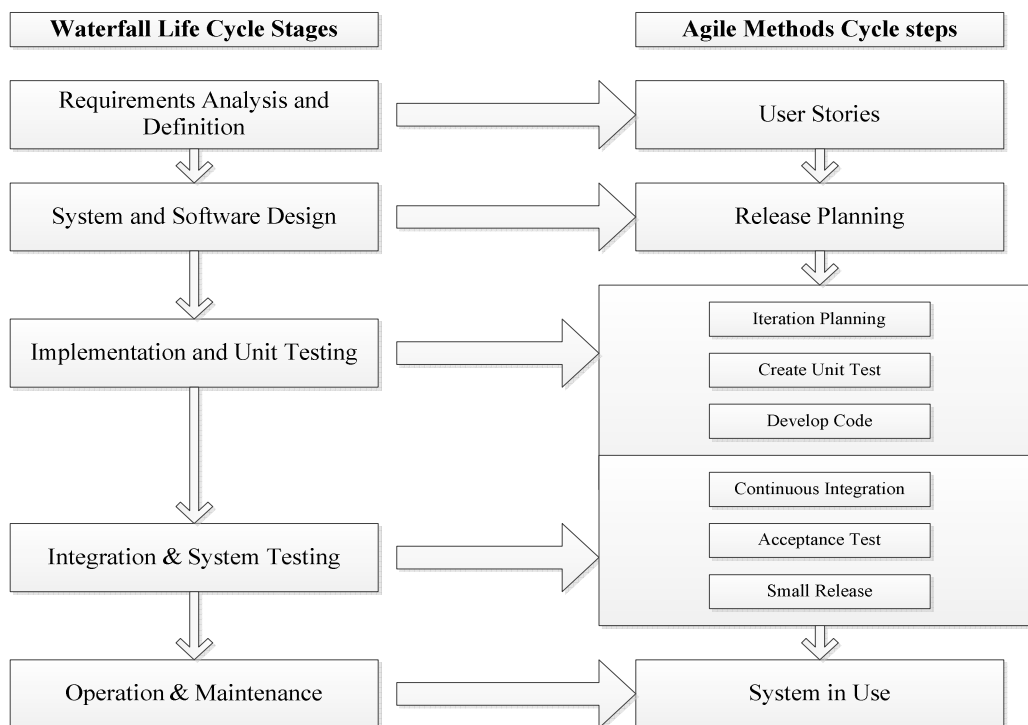 Waterfall Life Cycle Stages
Agile Methods Cycle steps
Requirements Analysis and
Definition
User Stories
System and Software Design
Release Planning
Implementation and Unit Testing
Iteration Planning
Create Unit Test
Develop Code
Integration & System Testing
Continuous Integration
Acceptance Test
Small Release
Operation & Maintenance
System in Use